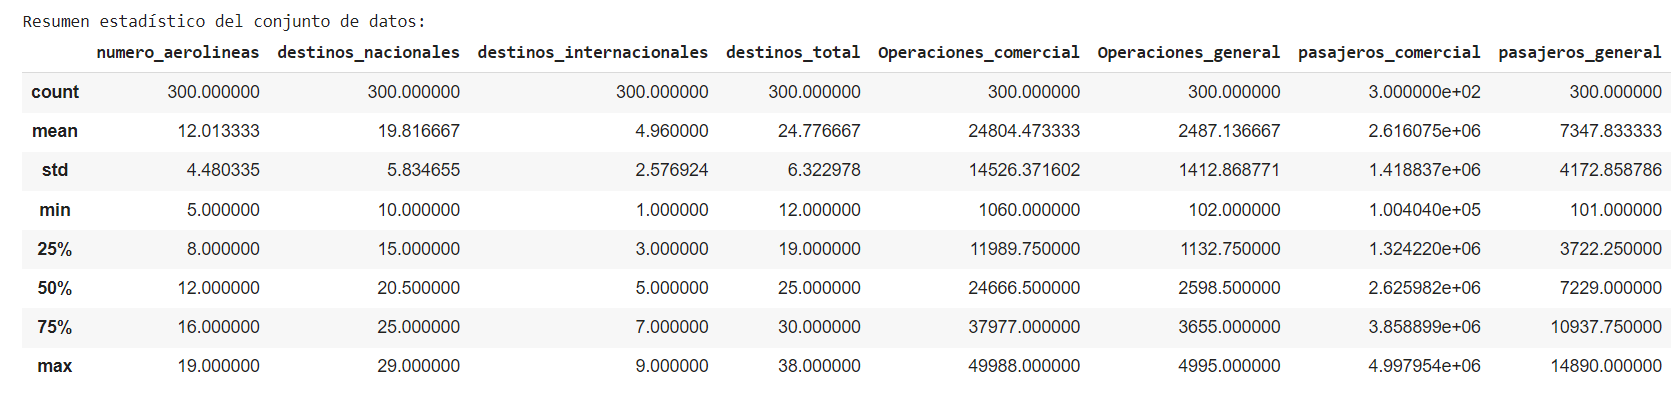 Resumen estadístico del conjunto de datos:
numero_aerolineas destinos_nacionales destinos_internacionales destinos_total Operaciones_comercial Operaciones_general pasajeros_comercial pasajeros_general
count 300.000000 300.000000 300.000000 300.000000 300.000000 300.000000 3.000000e+02 300.000000
mean 12.013333 19.816667 4.960000 24.776667 24804.473333 2487.136667 2.616075e+06 7347.833333
std 4.480335 5.834655 2.576924 6.322978 14526.371602 1412.868771 1.418837e+06 4172.858786
min 5.000000 10.000000 1.000000 12.000000 1060.000000 102.000000 1.004040e+05 101.000000
25% 8.000000 15.000000 3.000000 19.000000 11989.750000 1132.750000 1.324220e+06 3722.250000
50% 12.000000 20.500000 5.000000 25.000000 24666.500000 2598.500000 2.625982e+06 7229.000000
75% 16.000000 25.000000 7.000000 30.000000 37977.000000 3655.000000 3.858899e+06 10937.750000
max 19.000000 29.000000 9.000000 38.000000 49988.000000 4995.000000 4.997954e+06 14890.000000